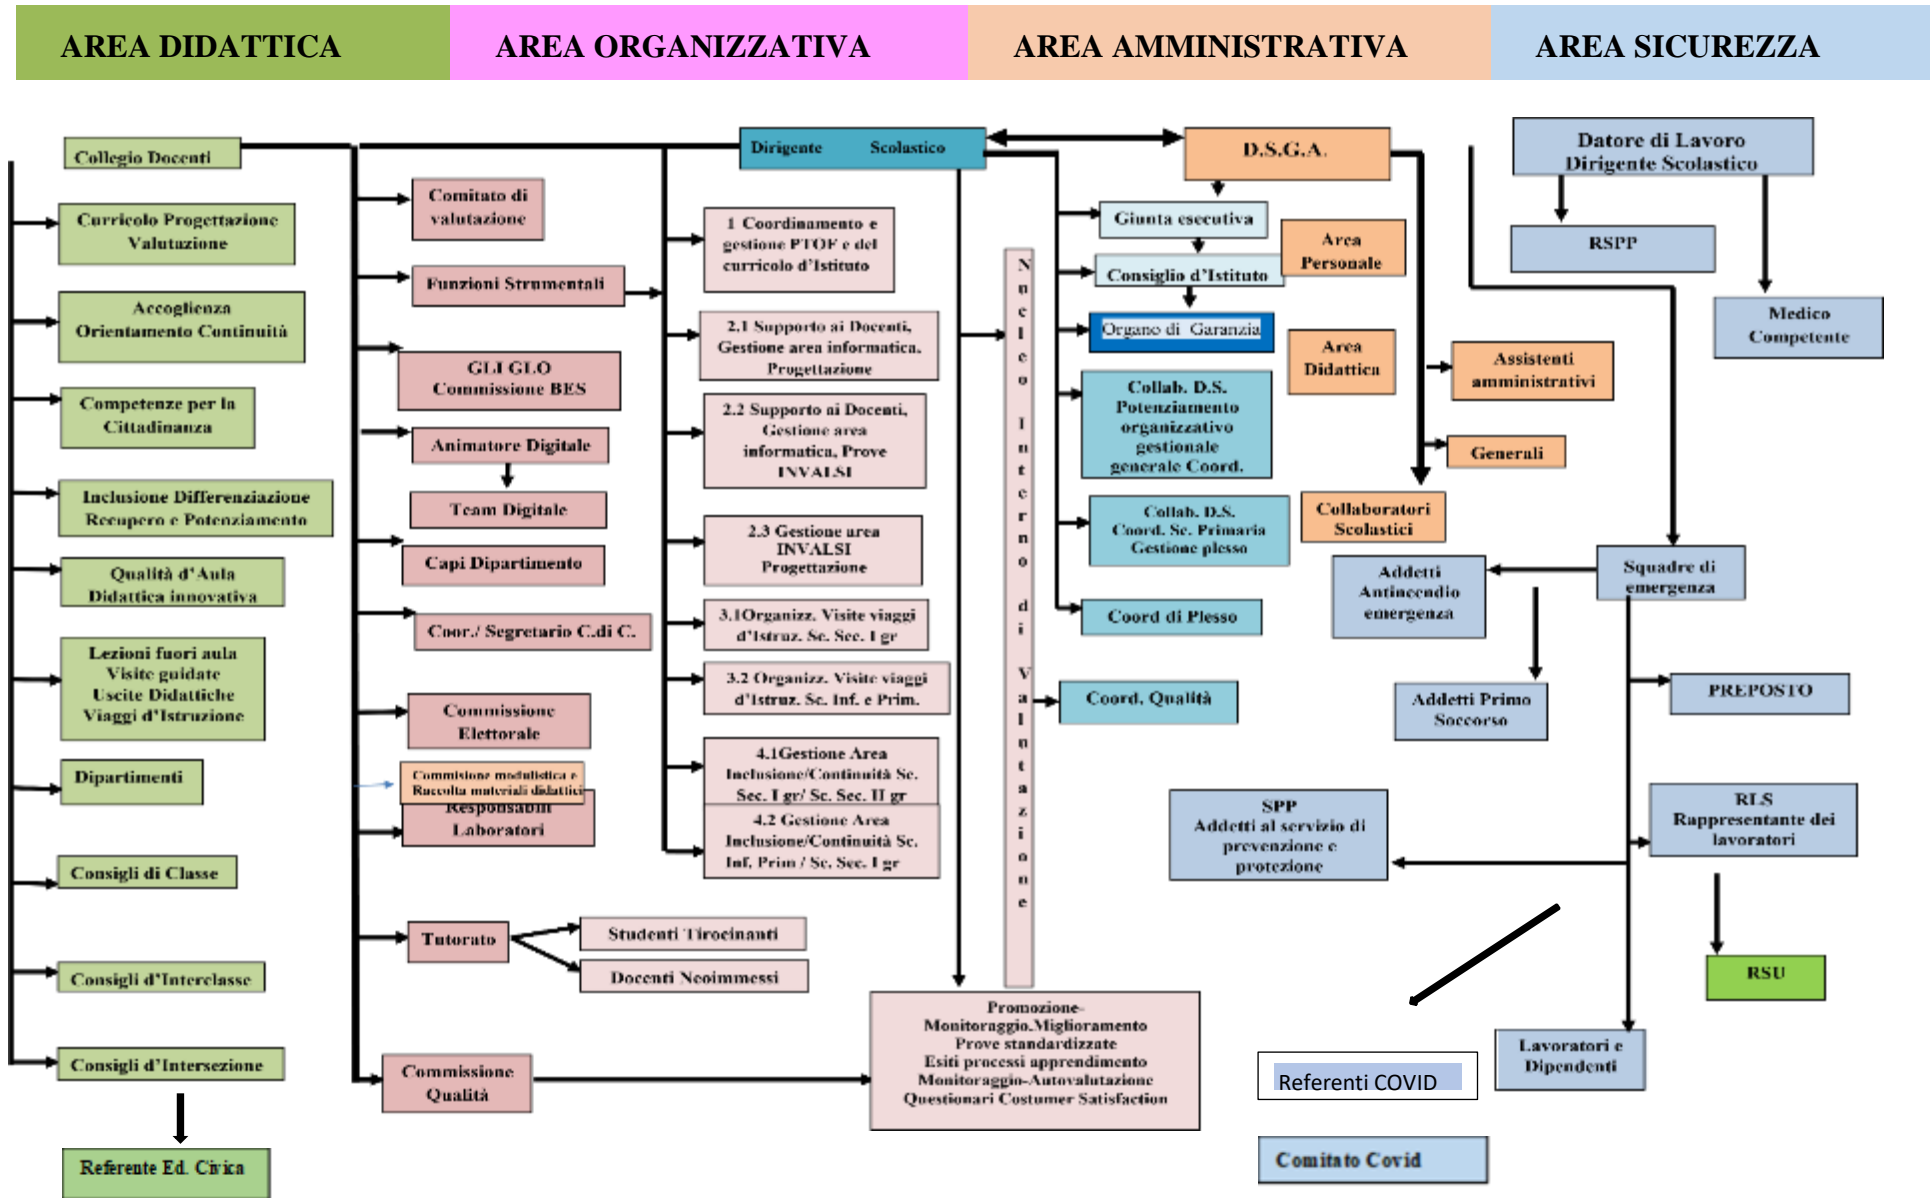 AREA DIDATTICA
AREA ORGANIZZATIVA
AREA AMMINISTRATIVA
AREA SICUREZZA
Collegio Docenti
Curricolo Progettazione
Valutazione
Accoglienza
Orientamento Continuità
Competenze per la
Cittadinanza
Inclusione Differenziazione
Recupero e Potenziamento
Qualità d'Aula
Didattica innovativa
Lezioni fuori aula
Visite guidate
Uscite Didattiche
Viaggi d'Istruzione
Dipartimenti
Consigli di Classe
Consigli d'Interclasse
Consigli d'Intersezione
Referente Ed. Civica
Comitato di
valutazione
Funzioni Strumentali
GLI GLO
Commissione BES
Animatore Digitale
Team Digitale
Capi Dipartimento
Coor./ Segretario C.di C.
Commissione
Elettorale
Commisione modulistica e
Raccolta materiali didattici
Responsabili
Laboratori
Tutorato
Studenti Tirocinanti
Docenti Neoimmessi
Commissione
Qualità
Dirigente Scolastico
1 Coordinamento e
gestione PTOF e del
curricolo d'Istituto
2.1 Supporto ai Docenti,
Gestione area informatica.
Progettazione
2.2 Supporto ai Docenti,
Gestione area
informatica, Prove
INVALSI
2.3 Gestione area
INVALSI
Progettazione
3.1Organizz. Visite viaggi
d'Istruz. Sc. Sec. I gr
3.2 Organizz. Visite viaggi
d'Istruz. Sc. Inf. e Prim.
4.1Gestione Area
Inclusione/Continuità Sc.
Sec. I gr/ Sc. Sec. II gr
4.2 Gestione Area
Inclusione/Continuità Sc.
Inf, Prim / Sc. Sec. I gr
Promozione-
Monitoraggio.Miglioramento
Prove standardizzate
Esiti processi apprendimento
Monitoraggio-Autovalutazione
Questionari Costumer Satisfaction
Nucleo Interno di Valutazione
D.S.G.A.
Giunta esecutiva
Consiglio d'Istituto
Organo di Garanzia
Collab. D.S.
Potenziamento
organizzativo
gestionale
generale Coord.
Collab. D.S.
Coord. Sc. Primaria
Gestione plesso
Coord di Plesso
Coord. Qualità
Area
Personale
Area
Didattica
Assistenti
amministrativi
Generali
Collaboratori
Scolastici
Datore di Lavoro
Dirigente Scolastico
RSPP
Medico
Competente
Squadre di
emergenza
Addetti
Antincendio
emergenza
Addetti Primo
Soccorso
PREPOSTO
SPP
Addetti al servizio di
prevenzione e
protezione
RLS
Rappresentante dei
lavoratori
RSU
Lavoratori e
Dipendenti
Referenti COVID
Comitato Covid